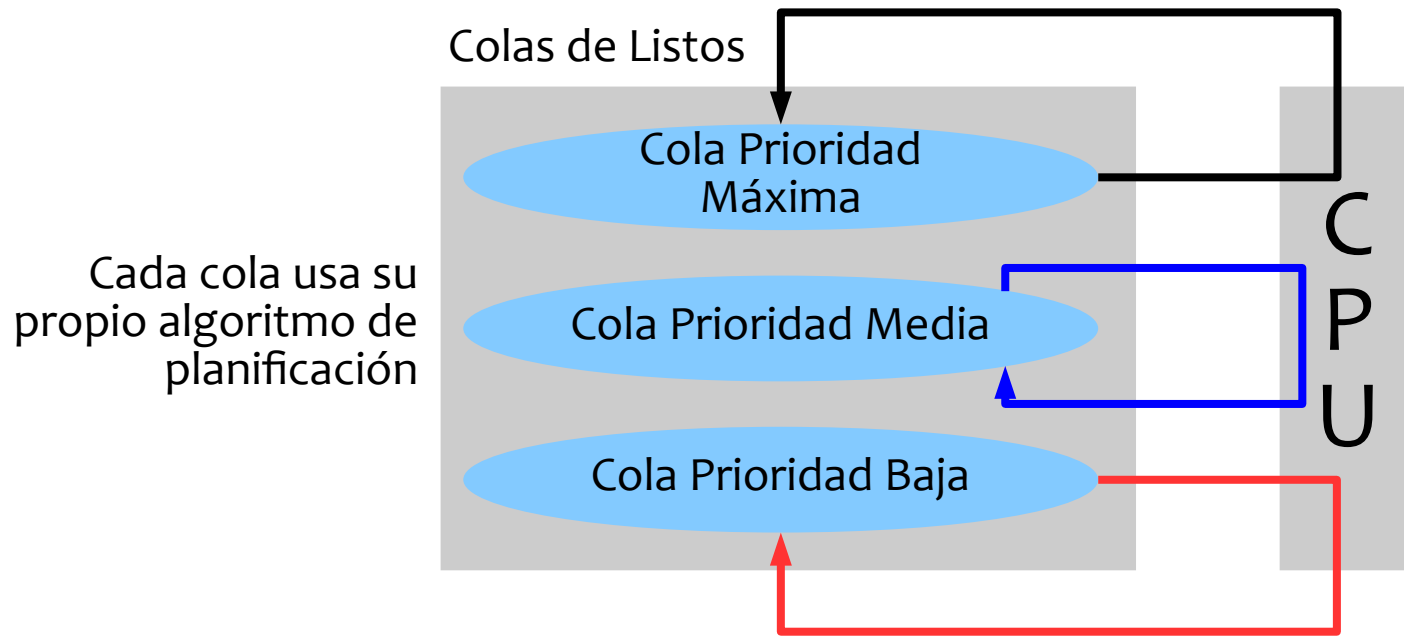 Colas de Listos
Cola Prioridad
Máxima
Cada cola usa su
propio algoritmo de
planificación
Cola Prioridad Media
Cola Prioridad Baja
C
P
U